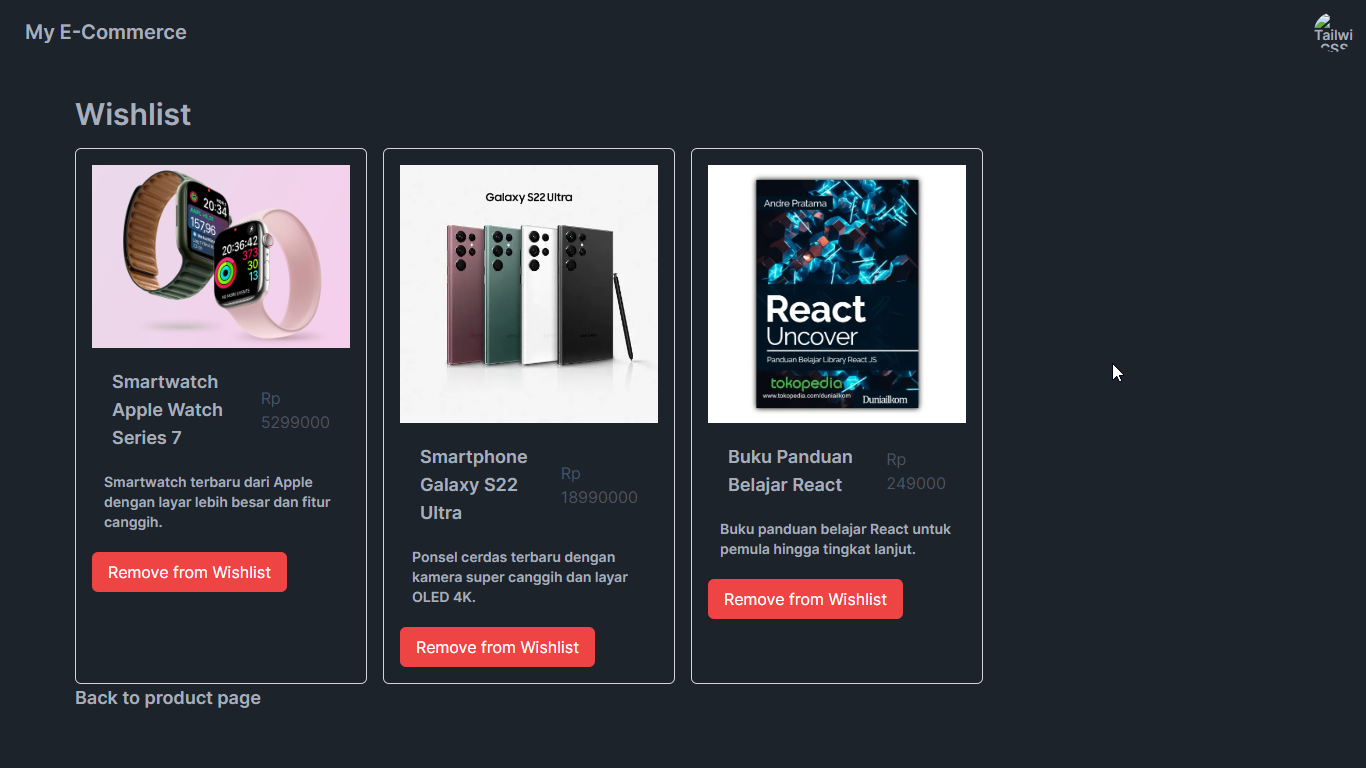 My E-Commerce
Tailwi
CSS
Wishlist
20:34
157,96
20:36:42
373
30
13
Smartwatch
Apple Watch
Series 7
Rp
5299000
Smartwatch terbaru dari Apple
dengan layar lebih besar dan fitur
canggih.
Remove from Wishlist
Galaxy S22 Ultra
Smartphone
Galaxy S22
Ultra
Rp
18990000
Ponsel cerdas terbaru dengan
kamera super canggih dan layar
OLED 4K.
Remove from Wishlist
Andre Pratama
React
Uncover
Panduan Belajar Library React JS
tokopedia
www.tokopedia.com/duniailkom
Duniailkom
Buku Panduan
Belajar React
Rp
249000
Buku panduan belajar React untuk
pemula hingga tingkat lanjut.
Remove from Wishlist
Back to product page